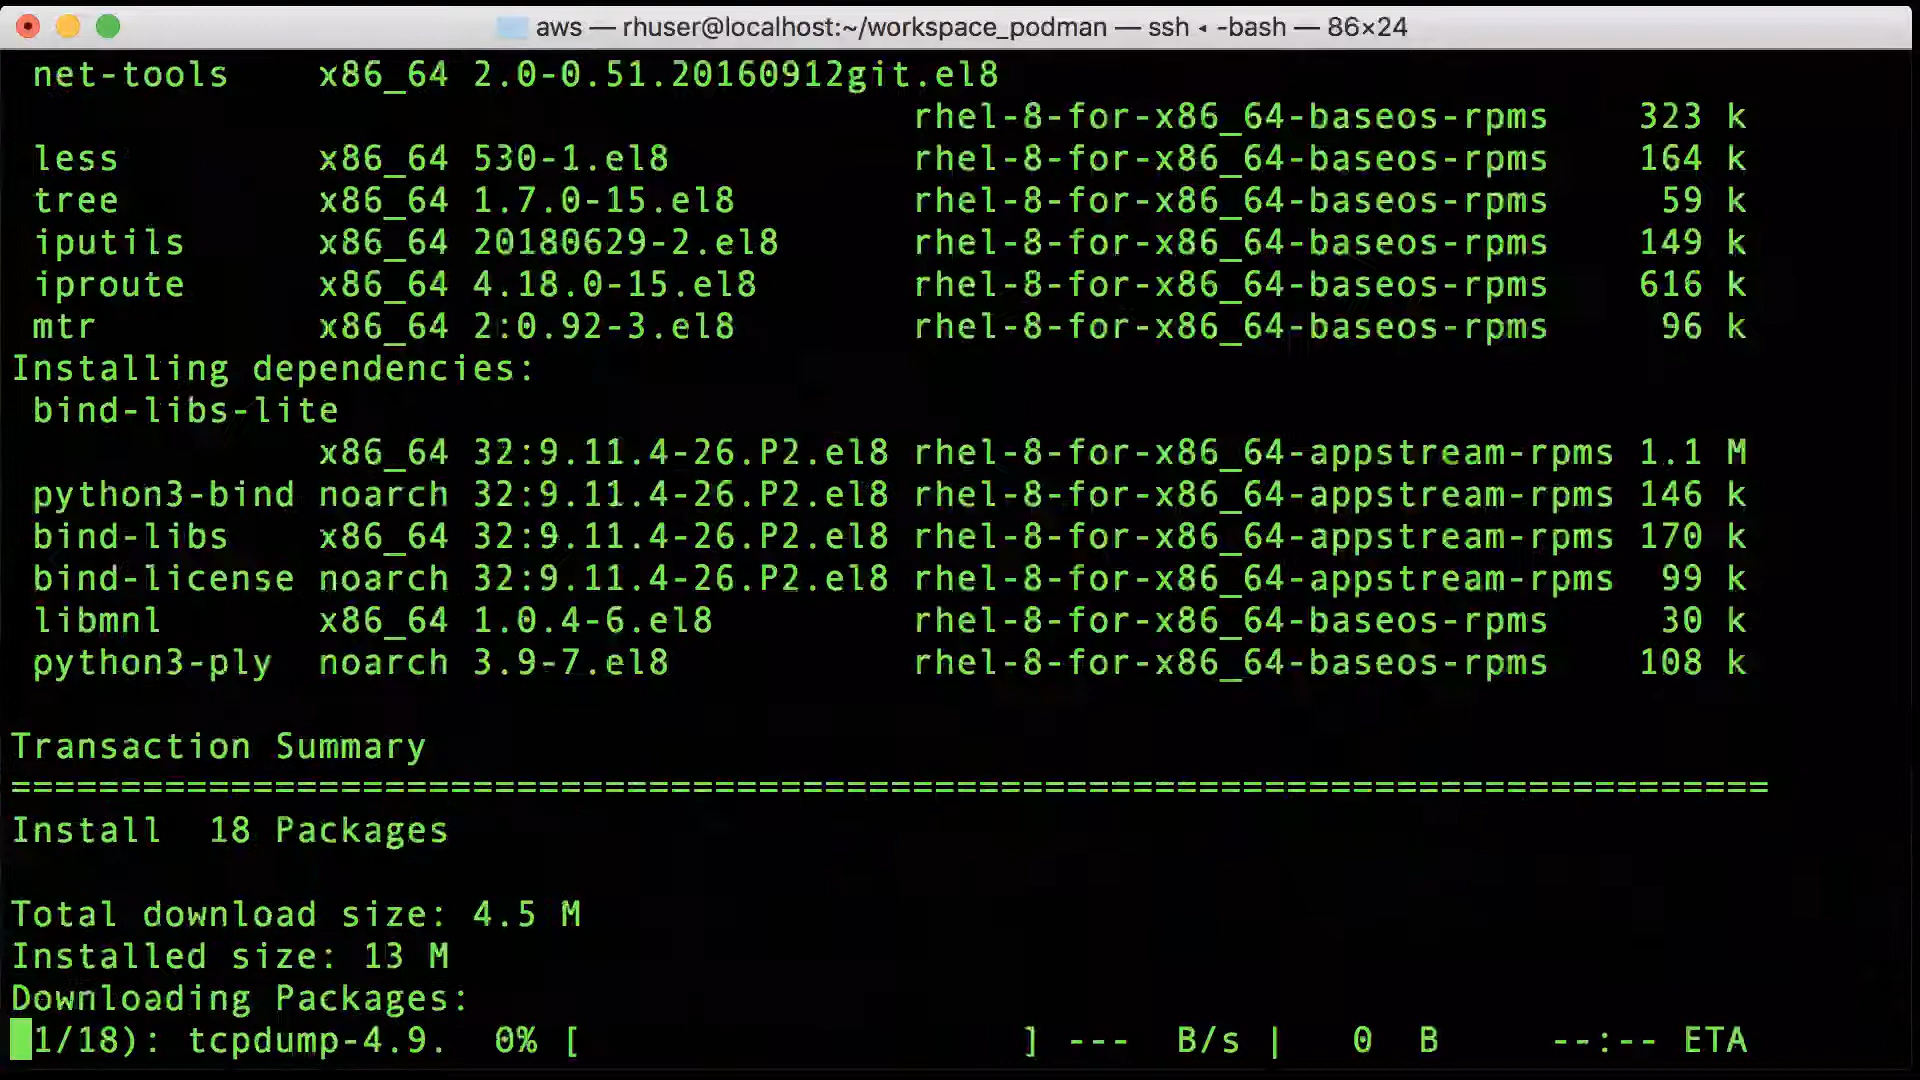 aws — rhuser@localhost:~/workspace_podman — ssh ◂ -bash — 86×24
net-tools x86_64 2.0-0.51.20160912git.el8
rhel-8-for-x86_64-baseos-rpms 323 k
less x86_64 530-1.el8 rhel-8-for-x86_64-baseos-rpms 164 k
tree x86_64 1.7.0-15.el8 rhel-8-for-x86_64-baseos-rpms 59 k
iputils x86_64 20180629-2.el8 rhel-8-for-x86_64-baseos-rpms 149 k
iproute x86_64 4.18.0-15.el8 rhel-8-for-x86_64-baseos-rpms 616 k
mtr x86_64 2:0.92-3.el8 rhel-8-for-x86_64-baseos-rpms 96 k
Installing dependencies:
bind-libs-lite
x86_64 32:9.11.4-26.P2.el8 rhel-8-for-x86_64-appstream-rpms 1.1 M
python3-bind noarch 32:9.11.4-26.P2.el8 rhel-8-for-x86_64-appstream-rpms 146 k
bind-libs x86_64 32:9.11.4-26.P2.el8 rhel-8-for-x86_64-appstream-rpms 170 k
bind-license noarch 32:9.11.4-26.P2.el8 rhel-8-for-x86_64-appstream-rpms 99 k
libmnl x86_64 1.0.4-6.el8 rhel-8-for-x86_64-baseos-rpms 30 k
python3-ply noarch 3.9-7.el8 rhel-8-for-x86_64-baseos-rpms 108 k
Transaction Summary
================================================================================
Install 18 Packages
Total download size: 4.5 M
Installed size: 13 M
Downloading Packages:
1/18): tcpdump-4.9. 0% [ ] --- B/s | 0 B --:-- ETA